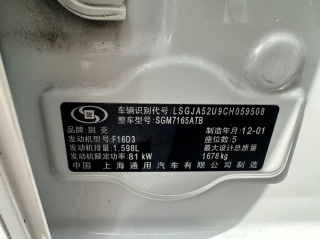 车辆识别代号: LSGJA52U9CH059508
整车型号: SGM7165ATB
品牌: 别克 制造年月: 12-01
发动机型号: F16D3 座位数: 5
发动机排量: 1.598L 最大设计总质量
发动机额定功率: 81 kW 1678kg
中国 上海通用汽车有限公司制造